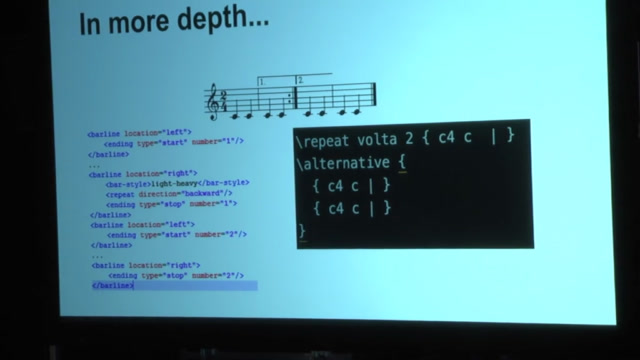 In more depth...
1.
2.
<barline location="left">
<ending type="start" number="1"/>
</barline>
...
<barline location="right">
<bar-style>light-heavy</bar-style>
<repeat direction="backward"/>
<ending type="stop" number="1">
</barline>
<barline location="left">
<ending type="start" number="2"/>
</barline>
...
<barline location="right">
<ending type="stop" number="2"/>
</barline>
\repeat volta 2 { c4 c | }
\alternative {
{ c4 c | }
{ c4 c | }
}